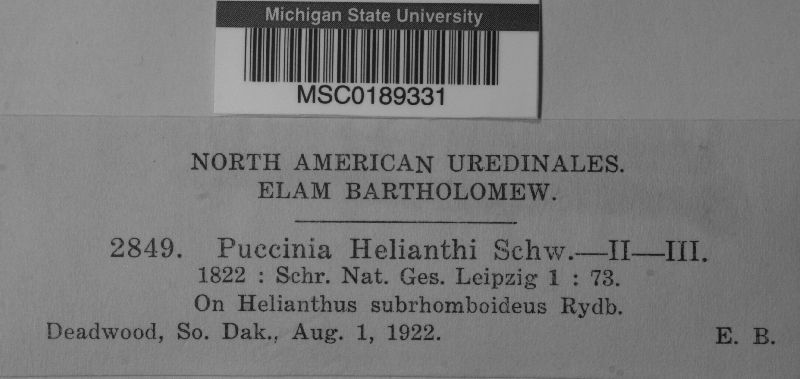 Michigan State University
MSC0189331
NORTH AMERICAN UREDINALES.
ELAM BARTHOLOMEW.
2849. Puccinia Helianthi Schw.—II—III.
1822 : Schr. Nat. Ges. Leipzig 1 : 73.
On Helianthus subrhomboideus Rydb.
Deadwood, So. Dak., Aug. 1, 1922. E. B.